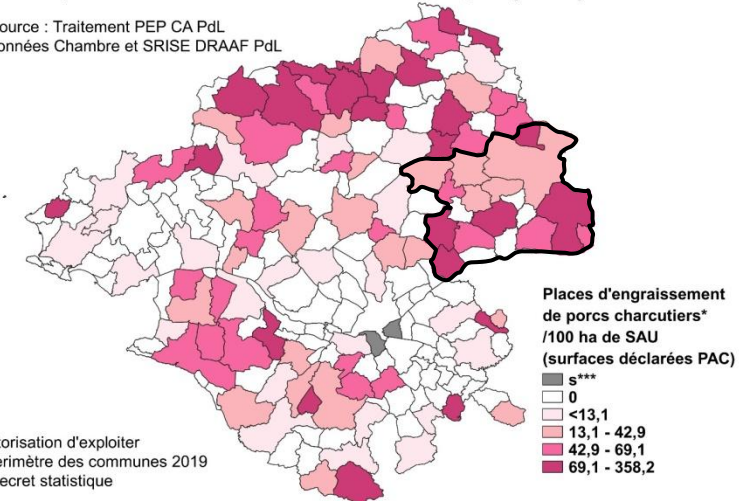 ource : Traitement PEP CA PdL
onnées Chambre et SRISE DRAAF PdL
Places d'engraissement
de porcs charcutiers*
/100 ha de SAU
(surfaces déclarées PAC)
s***
0
<13,1
13,1 - 42,9
42,9 - 69,1
69,1 - 358,2
torisation d'exploiter
érimètre des communes 2019
ecret statistique